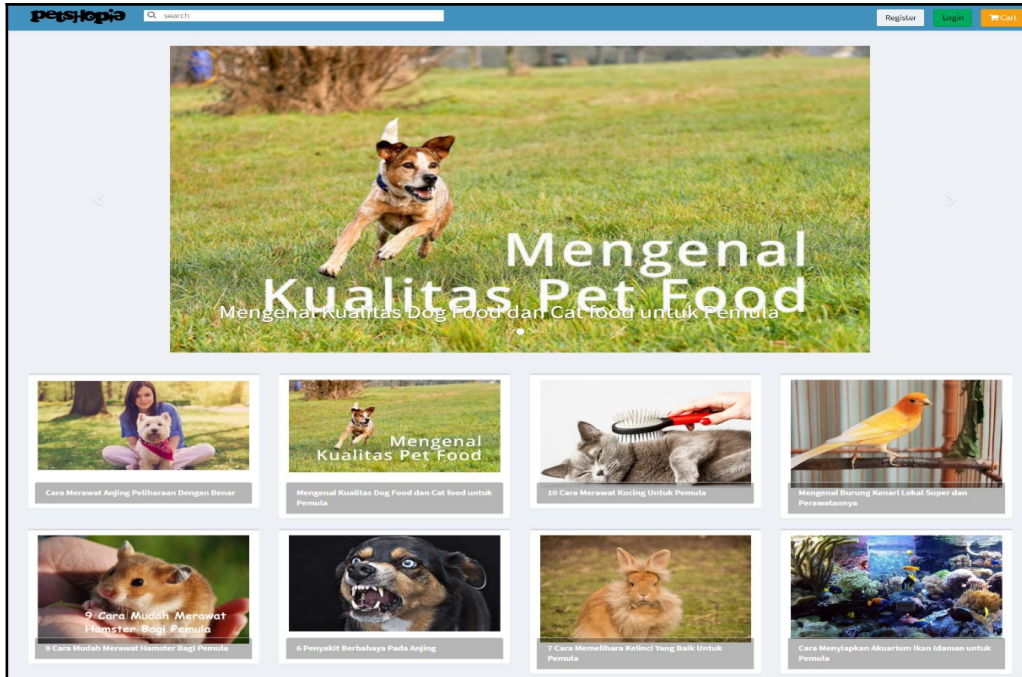 petshopia
search
Register
Login
Cart
Mengenal
Kualitas Pet Food
Mengenal Kualitas Dog Food dan Cat food untuk Pemula
Mengenal
Kualitas Pet Food
Cara Merawat Anjing Peliharaan Dengan Benar
Mengenal Kualitas Dog Food dan Cat food untuk
Pemula
10 Cara Merawat Kucing Untuk Pemula
Mengenal Burung Kenari Lokal Super dan
Perawatannya
9 Cara Mudah Merawat
Hamster Bagi Pemula
9 Cara Mudah Merawat Hamster Bagi Pemula
6 Penyakit Berbahaya Pada Anjing
7 Cara Memelihara Kelinci Yang Baik Untuk
Pemula
Cara Menyiapkan Akuarium Ikan Idaman untuk
Pemula